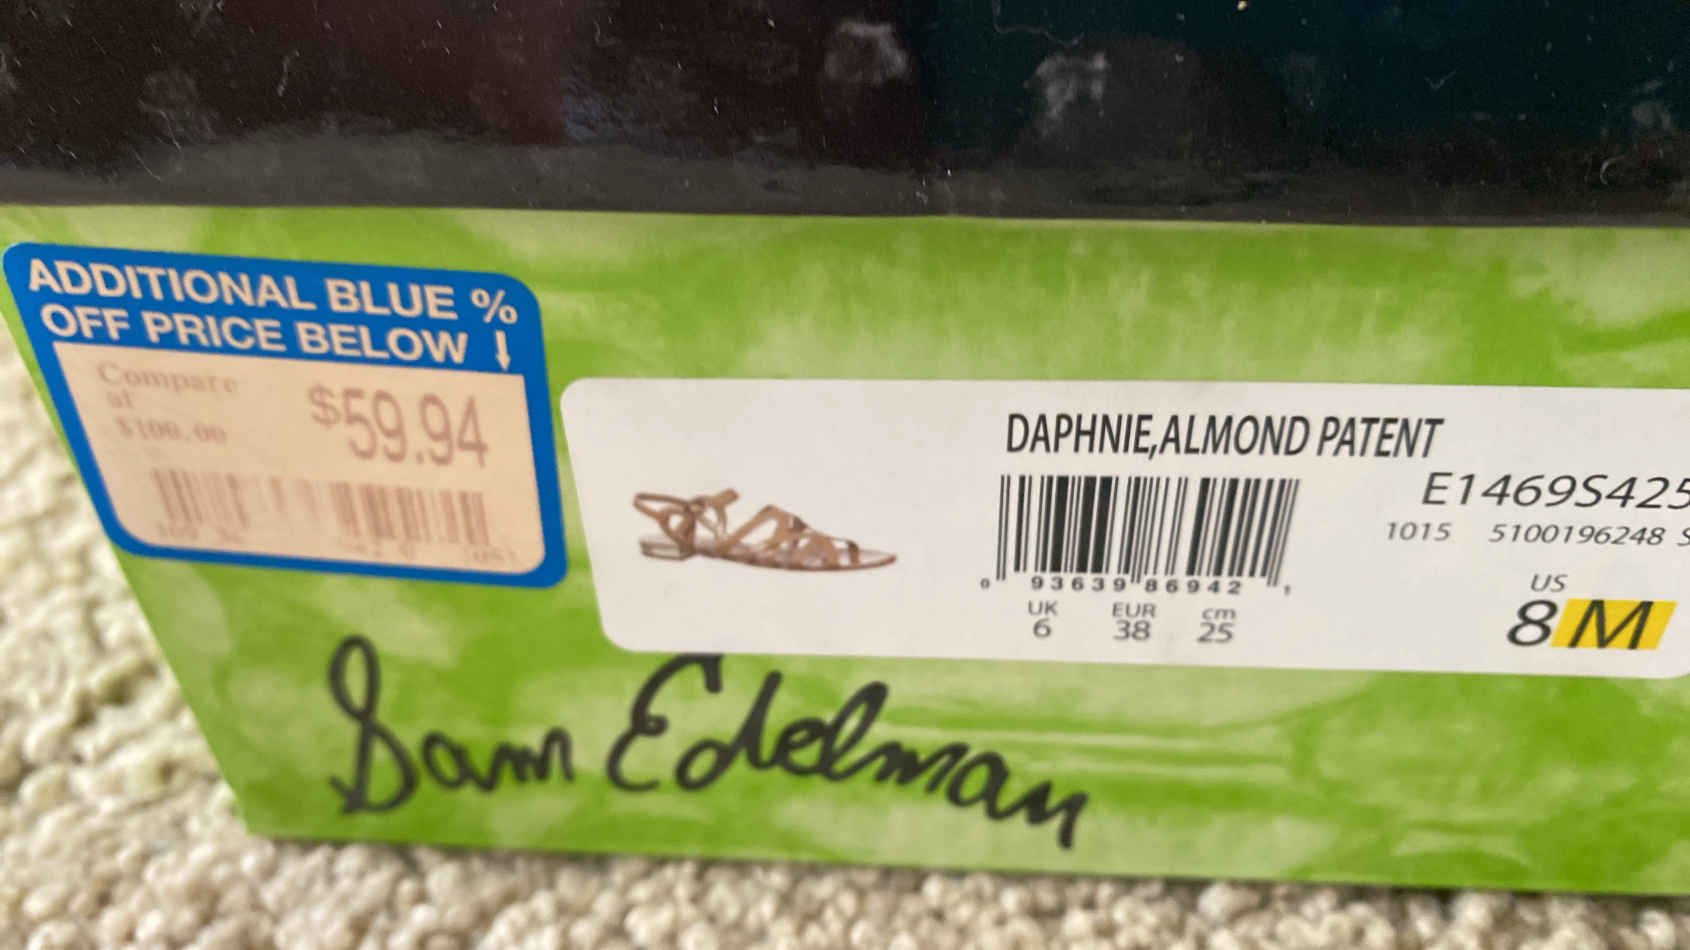 ADDITIONAL BLUE %
OFF PRICE BELOW ↓
Compare
at
$100.00
$59.94
DAPHNIE,ALMOND PATENT
E1469S425
1015 5100196248 S
0 93639 86942 1
UK EUR cm
6 38 25
US
8 M
Sam Edelman